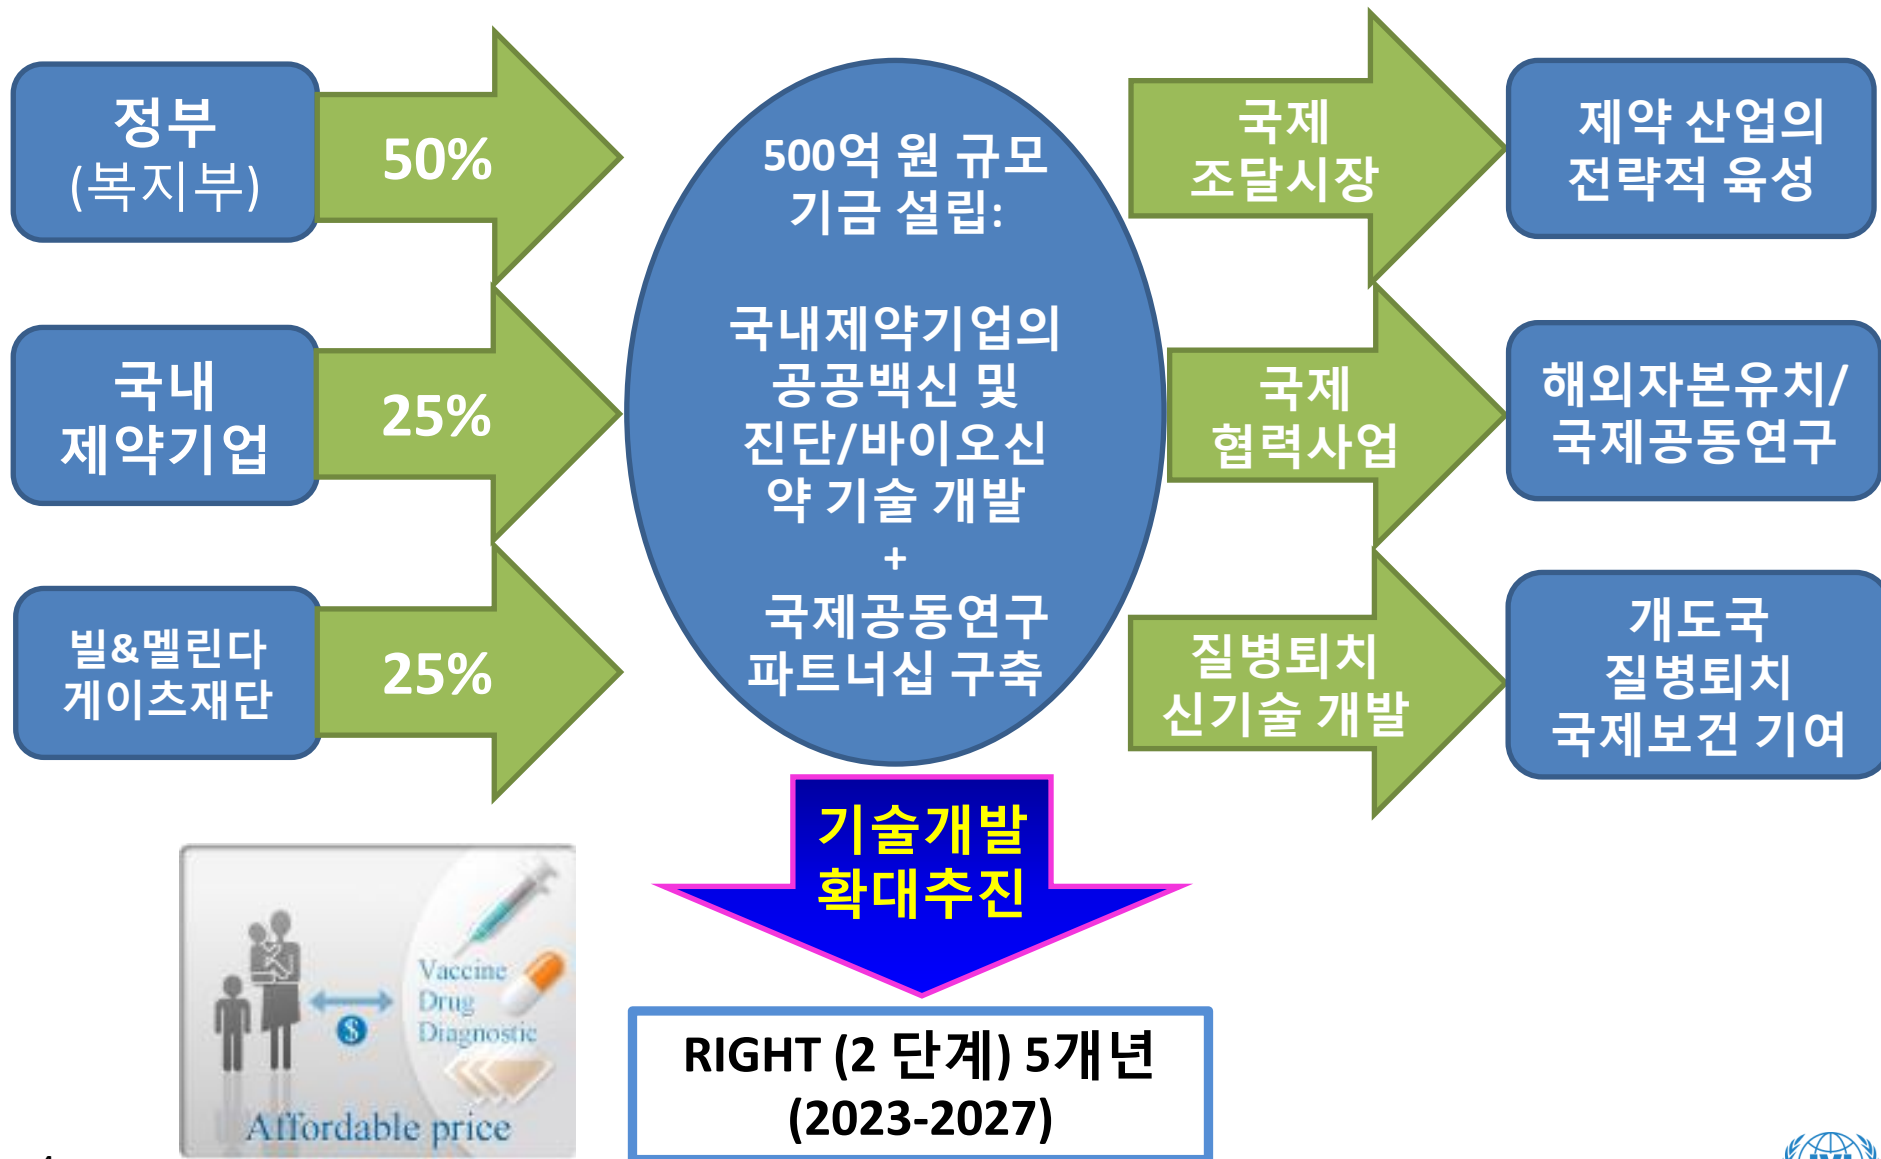 정부
(복지부)
50%
국내
제약기업
25%
빌&멜린다
게이츠재단
25%
500억 원 규모
기금 설립:
국내제약기업의
공공백신 및
진단/바이오신
약 기술 개발
+
국제공동연구
파트너십 구축
국제
조달시장
제약 산업의
전략적 육성
국제
협력사업
해외자본유치/
국제공동연구
질병퇴치
신기술 개발
개도국
질병퇴치
국제보건 기여
기술개발
확대추진
RIGHT (2 단계) 5개년
(2023-2027)
Vaccine
Drug
Diagnostic
$
Affordable price